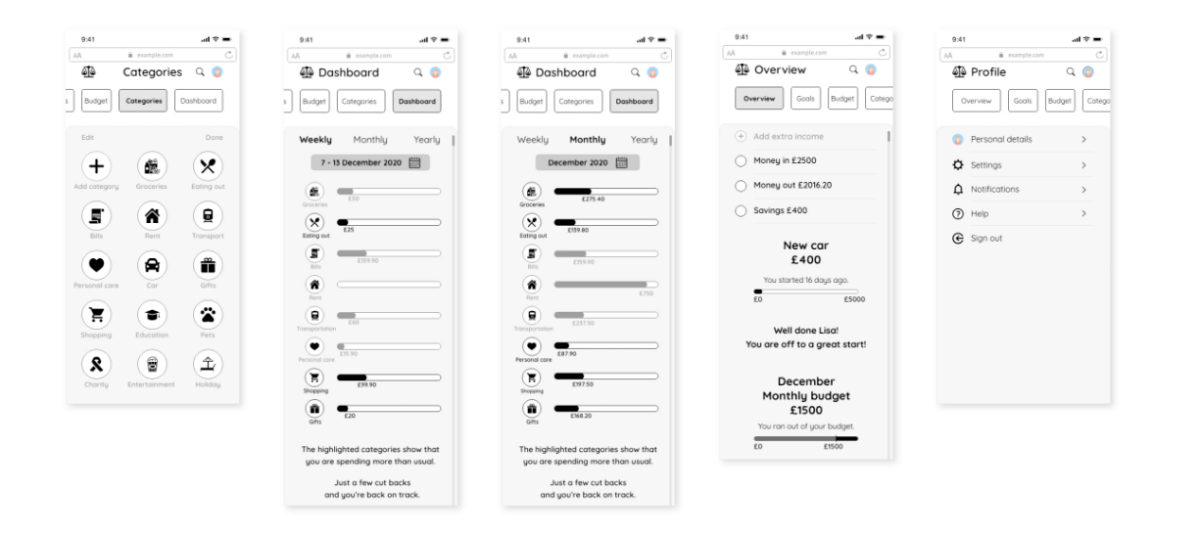 9:41
AA example.com
Categories
s Budget Categories Dashboard
Edit Done
Add category Groceries Eating out
Bills Rent Transport
Personal care Car Gifts
Shopping Education Pets
Charity Entertainment Holiday
9:41
AA example.com
Dashboard
s Budget Categories Dashboard
Weekly Monthly Yearly
7 - 13 December 2020
Groceries £50
Eating out £25
Bills £159.90
Rent
Transportation £60
Personal care £15.90
Shopping £99.90
Gifts £20
The highlighted categories show that
you are spending more than usual.
Just a few cut backs
and you're back on track.
9:41
AA example.com
Dashboard
s Budget Categories Dashboard
Weekly Monthly Yearly
December 2020
Groceries £275.40
Eating out £139.80
Bills £159.90
Rent £750
Transportation £237.50
Personal care £87.90
Shopping £197.50
Gifts £168.20
The highlighted categories show that
you are spending more than usual.
Just a few cut backs
and you're back on track.
9:41
AA example.com
Overview
Overview Goals Budget Catego
Add extra income
Money in £2500
Money out £2016.20
Savings £400
New car
£400
You started 16 days ago.
£0 £5000
Well done Lisa!
You are off to a great start!
December
Monthly budget
£1500
You ran out of your budget.
£0 £1500
9:41
AA example.com
Profile
Overview Goals Budget Catego
Personal details
Settings
Notifications
Help
Sign out